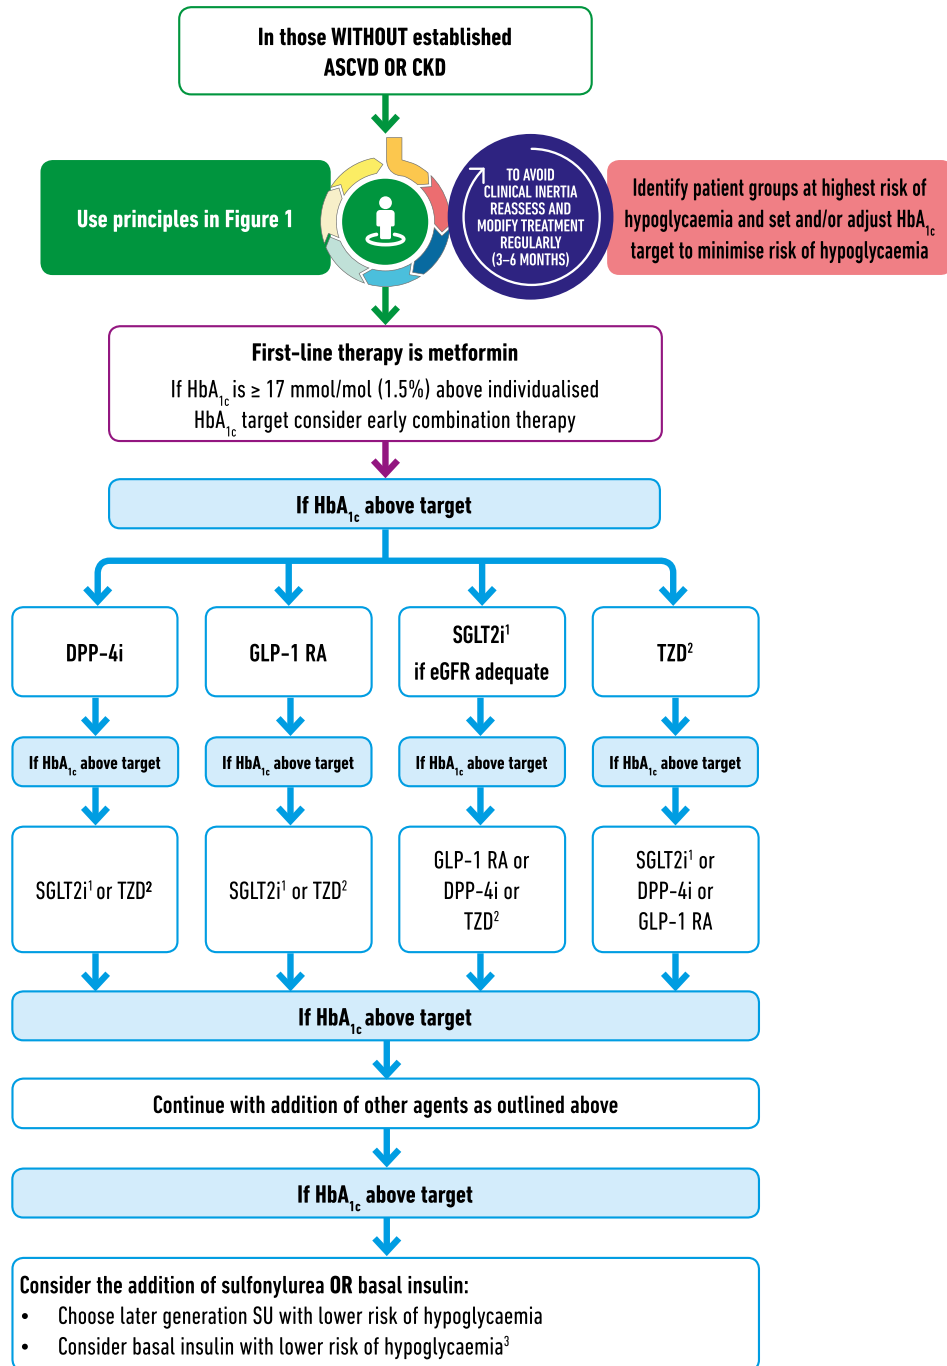 In those WITHOUT established
ASCVD OR CKD
Use principles in Figure 1
TO AVOID
CLINICAL INERTIA
REASSESS AND
MODIFY TREATMENT
REGULARLY
(3–6 MONTHS)
Identify patient groups at highest risk of
hypoglycaemia and set and/or adjust HbA1c
target to minimise risk of hypoglycaemia
First-line therapy is metformin
If HbA1c is ≥ 17 mmol/mol (1.5%) above individualised
HbA1c target consider early combination therapy
If HbA1c above target
DPP-4i
GLP-1 RA
SGLT2i1
if eGFR adequate
TZD2
If HbA1c above target
If HbA1c above target
If HbA1c above target
If HbA1c above target
SGLT2i1 or TZD2
SGLT2i1 or TZD2
GLP-1 RA or
DPP-4i or
TZD2
SGLT2i1 or
DPP-4i or
GLP-1 RA
If HbA1c above target
Continue with addition of other agents as outlined above
If HbA1c above target
Consider the addition of sulfonylurea OR basal insulin:
• Choose later generation SU with lower risk of hypoglycaemia
• Consider basal insulin with lower risk of hypoglycaemia3